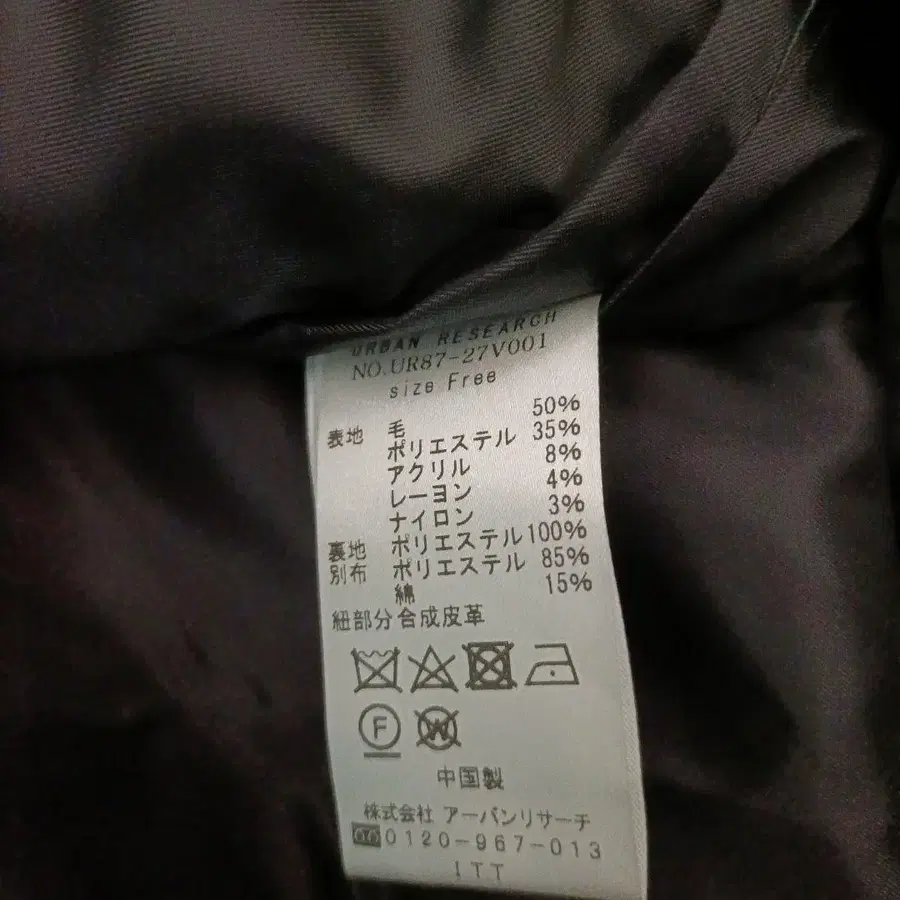 URBAN RESEARCH
NO.UR87-27V001
size Free
表地 毛 50%
ポリエステル 35%
アクリル 8%
レーヨン 4%
ナイロン 3%
裏地 ポリエステル 100%
別布 ポリエステル 85%
綿 15%
紐部分合成皮革
F W
中国製
株式会社 アーバンリサーチ
0120-967-013
ITT